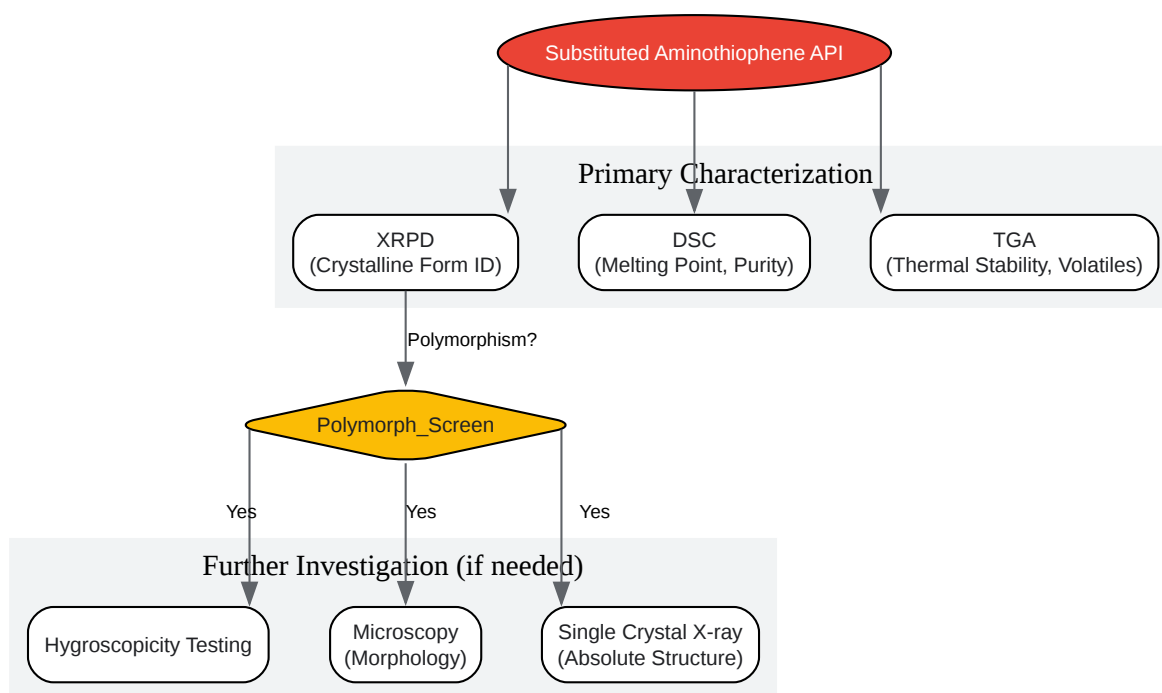 Substituted Aminothiophene API
Primary Characterization
XRPD
(Crystalline Form ID)
DSC
(Melting Point, Purity)
TGA
(Thermal Stability, Volatiles)
Polymorphism?
Polymorph_Screen
Yes
Yes
Yes
Further Investigation (if needed)
Hygroscopicity Testing
Microscopy
(Morphology)
Single Crystal X-ray
(Absolute Structure)